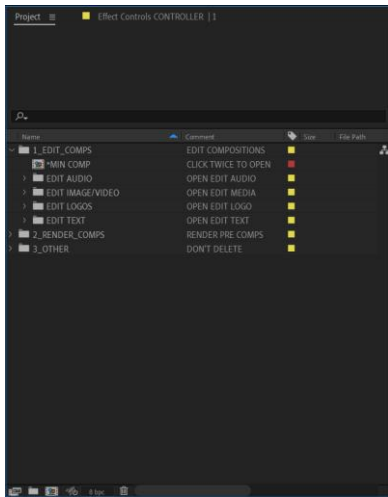 Project Effect Controls CONTROLLER | 1
Name Comment Size File Path
1_EDIT_COMPS EDIT COMPOSITIONS
*MIN COMP CLICK TWICE TO OPEN
EDIT AUDIO OPEN EDIT AUDIO
EDIT IMAGE/VIDEO OPEN EDIT MEDIA
EDIT LOGOS OPEN EDIT LOGO
EDIT TEXT OPEN EDIT TEXT
2_RENDER_COMPS RENDER PRE COMPS
3_OTHER DON'T DELETE
8 bpc